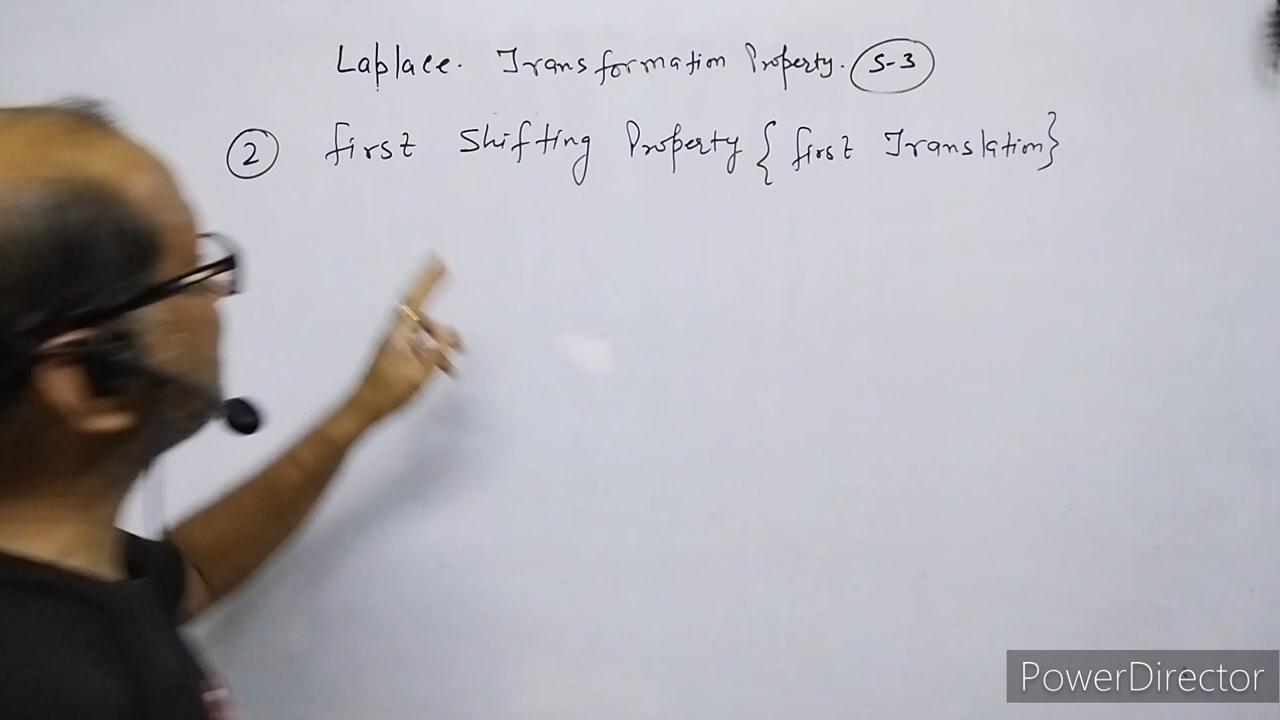 Laplace. Transformation Property. S-3
2 first Shifting Property { first Translation}
PowerDirector